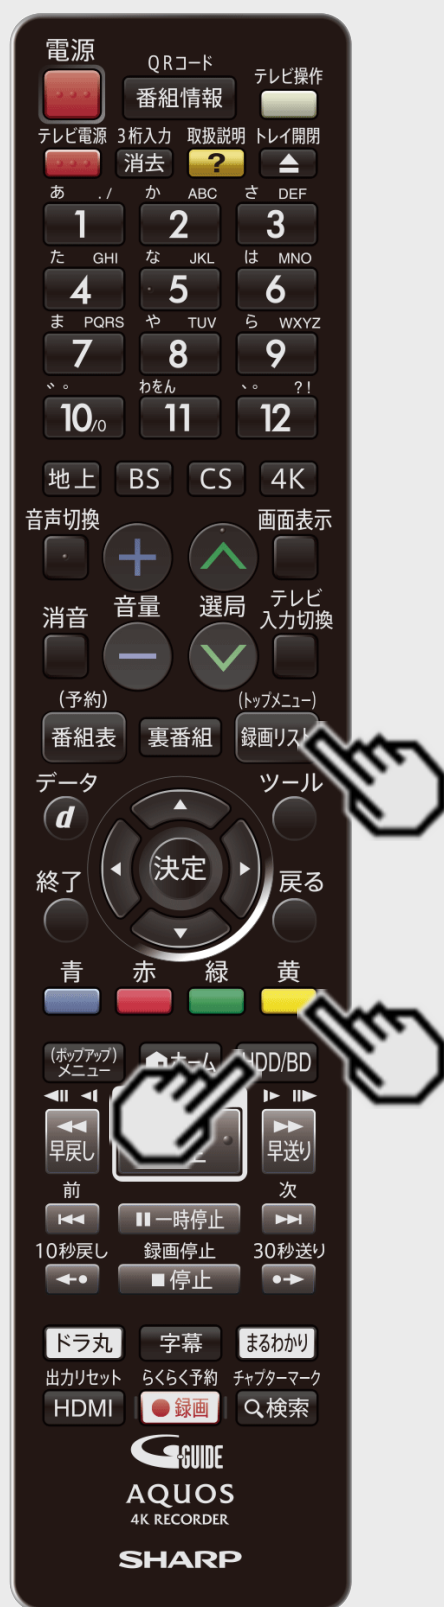 電源 QRコード
番組情報 テレビ操作
テレビ電源 3桁入力 取扱説明 トレイ開閉
消去 ?
あ ./ か ABC さ DEF
1 2 3
た GHI な JKL は MNO
4 5 6
ま PQRS や TUV ら WXYZ
7 8 9
゛゜ わをん 、。 ?!
10/0 11 12
地上 BS CS 4K
音声切換 画面表示
消音 音量 選局 テレビ
入力切換
(予約) (トップメニュー)
番組表 裏番組 録画リスト
データ ツール
d
決定
終了 戻る
青 赤 緑 黄
(ポップアップ)
メニュー ホーム HDD/BD
早戻し 早送り
前 次
一時停止
10秒戻し 録画停止 30秒送り
停止
ドラ丸 字幕 まるわかり
出力リセット らくらく予約 チャプターマーク
HDMI 録画 検索
G-GUIDE
AQUOS
4K RECORDER
SHARP